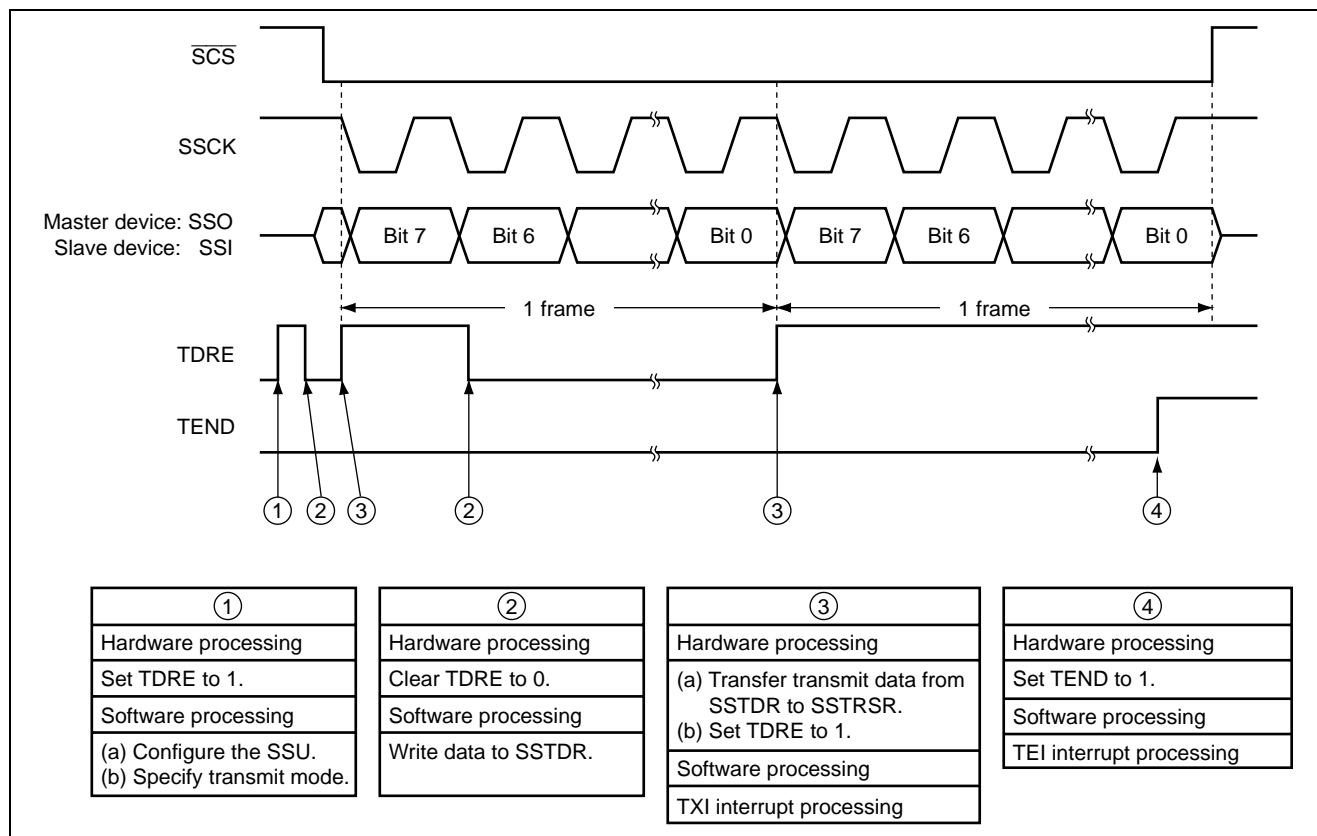 SCS
SSCK
Master device: SSO
Slave device: SSI
Bit 7
Bit 6
Bit 0
Bit 7
Bit 6
Bit 0
1 frame
1 frame
TDRE
TEND
① ② ③ ② ③ ④
①
Hardware processing
Set TDRE to 1.
Software processing
(a) Configure the SSU.
(b) Specify transmit mode.
②
Hardware processing
Clear TDRE to 0.
Software processing
Write data to SSTDR.
③
Hardware processing
(a) Transfer transmit data from
SSTDR to SSTRSR.
(b) Set TDRE to 1.
Software processing
TXI interrupt processing
④
Hardware processing
Set TEND to 1.
Software processing
TEI interrupt processing